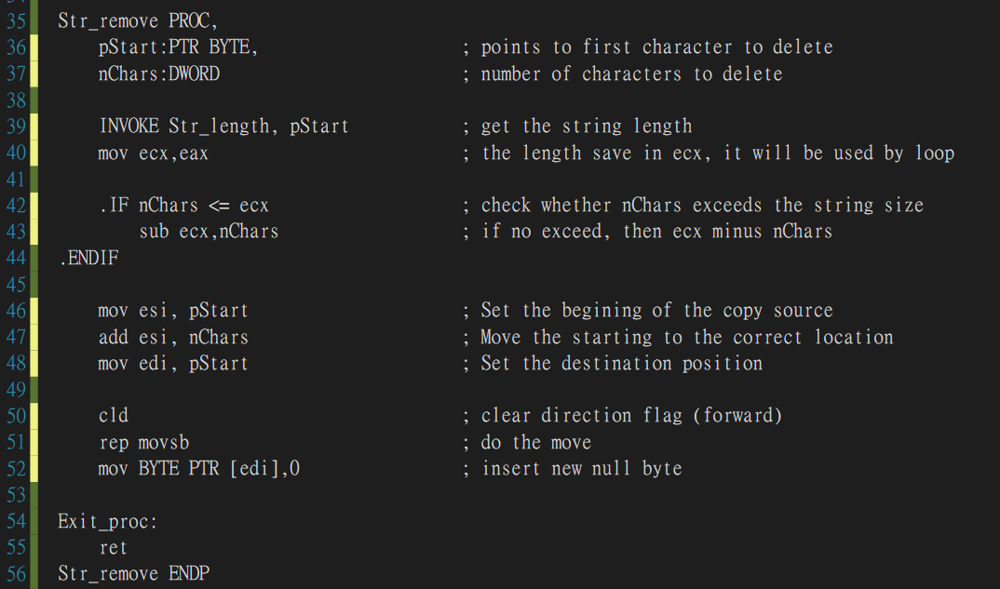 35 Str_remove PROC,
36 pStart:PTR BYTE, ; points to first character to delete
37 nChars:DWORD ; number of characters to delete
38
39 INVOKE Str_length, pStart ; get the string length
40 mov ecx,eax ; the length save in ecx, it will be used by loop
41
42 .IF nChars <= ecx ; check whether nChars exceeds the string size
43 sub ecx,nChars ; if no exceed, then ecx minus nChars
44 .ENDIF
45
46 mov esi, pStart ; Set the begining of the copy source
47 add esi, nChars ; Move the starting to the correct location
48 mov edi, pStart ; Set the destination position
49
50 cld ; clear direction flag (forward)
51 rep movsb ; do the move
52 mov BYTE PTR [edi],0 ; insert new null byte
53
54 Exit_proc:
55 ret
56 Str_remove ENDP